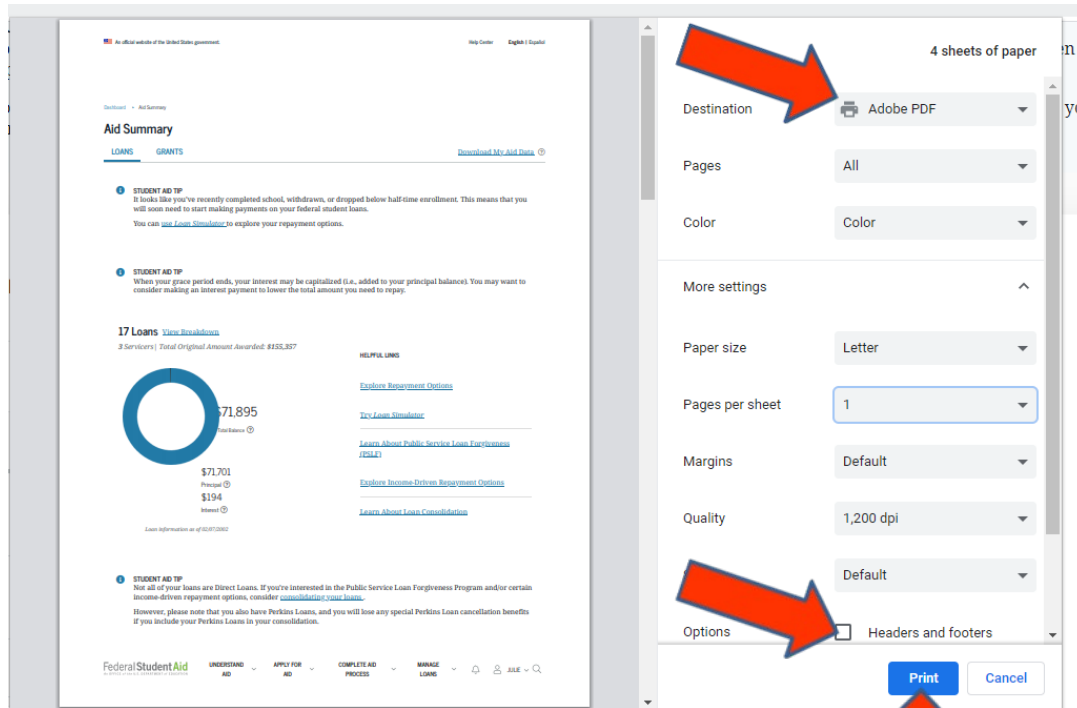 An official website of the United States government.
Help Center English | Español
Dashboard • Aid Summary
Aid Summary
LOANS GRANTS Download My Aid Data
STUDENT AID TIP
It looks like you've recently completed school, withdrawn, or dropped below half-time enrollment. This means that you
will soon need to start making payments on your federal student loans.
You can use Loan Simulator to explore your repayment options.
STUDENT AID TIP
When your grace period ends, your interest may be capitalized (i.e., added to your principal balance). You may want to
consider making an interest payment to lower the total amount you need to repay.
17 Loans View Breakdown
3 Servicers | Total Original Amount Awarded: $155,357
$71,895
Total Balance
$71,701
Principal
$194
Interest
Loan information as of
HELPFUL LINKS
Explore Repayment Options
Try Loan Simulator
Learn About Public Service Loan Forgiveness
(PSLF)
Explore Income-Driven Repayment Options
Learn About Loan Consolidation
STUDENT AID TIP
Not all of your loans are Direct Loans. If you're interested in the Public Service Loan Forgiveness Program and/or certain
income-driven repayment options, consider consolidating your loans.
However, please note that you also have Perkins Loans, and you will lose any special Perkins Loan cancellation benefits
if you include your Perkins Loans in your consolidation.
Federal Student Aid
UNDERSTAND
AID
APPLY FOR
AID
COMPLETE AID
PROCESS
MANAGE
LOANS
JULIE
4 sheets of paper
Destination Adobe PDF
Pages All
Color Color
More settings
Paper size Letter
Pages per sheet 1
Margins Default
Quality 1,200 dpi
Default
Options Headers and footers
Print Cancel